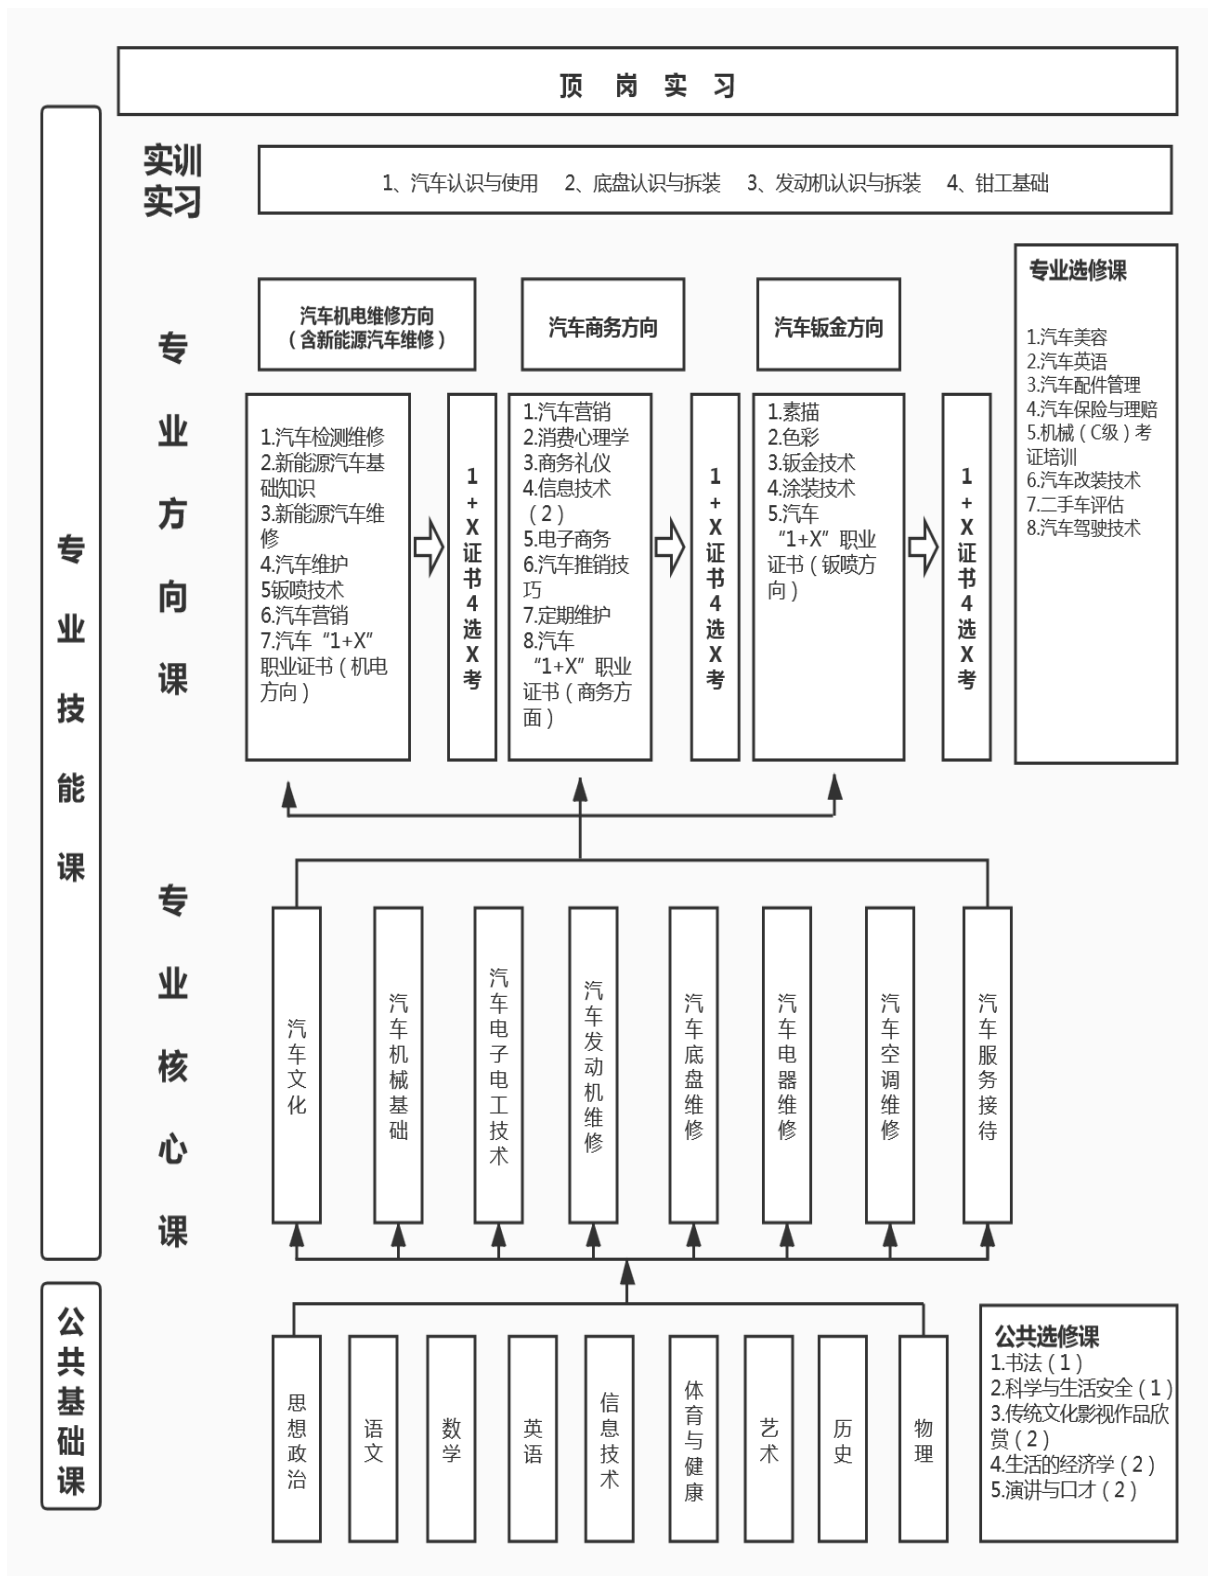 顶 岗 实 习
实训
实习
1、汽车认识与使用 2、底盘认识与拆装 3、发动机认识与拆装 4、钳工基础
专业技能课
专业方向课
汽车机电维修方向
（含新能源汽车维修）
汽车商务方向
汽车钣金方向
1.汽车检测维修
2.新能源汽车基
础知识
3.新能源汽车维
修
4.汽车维护
5钣喷技术
6.汽车营销
7.汽车“1+X”
职业证书（机电
方向）
1+X证书4选X考
1.汽车营销
2.消费心理学
3.商务礼仪
4.信息技术
（2）
5.电子商务
6.汽车推销技
巧
7.定期维护
8.汽车
“1+X”职业
证书（商务方
面）
1+X证书4选X考
1.素描
2.色彩
3.钣金技术
4.涂装技术
5.汽车
“1+X”职业
证书（钣喷方
向）
1+X证书4选X考
专业选修课
1.汽车美容
2.汽车英语
3.汽车配件管理
4.汽车保险与理赔
5.机械（C级）考
证培训
6.汽车改装技术
7.二手车评估
8.汽车驾驶技术
专业核心课
汽车文化
汽车机械基础
汽车电子电工技术
汽车发动机维修
汽车底盘维修
汽车电器维修
汽车空调维修
汽车服务接待
公共基础课
思想政治
语文
数学
英语
信息技术
体育与健康
艺术
历史
物理
公共选修课
1.书法（1）
2.科学与生活安全（1）
3.传统文化影视作品欣
赏（2）
4.生活的经济学（2）
5.演讲与口才（2）